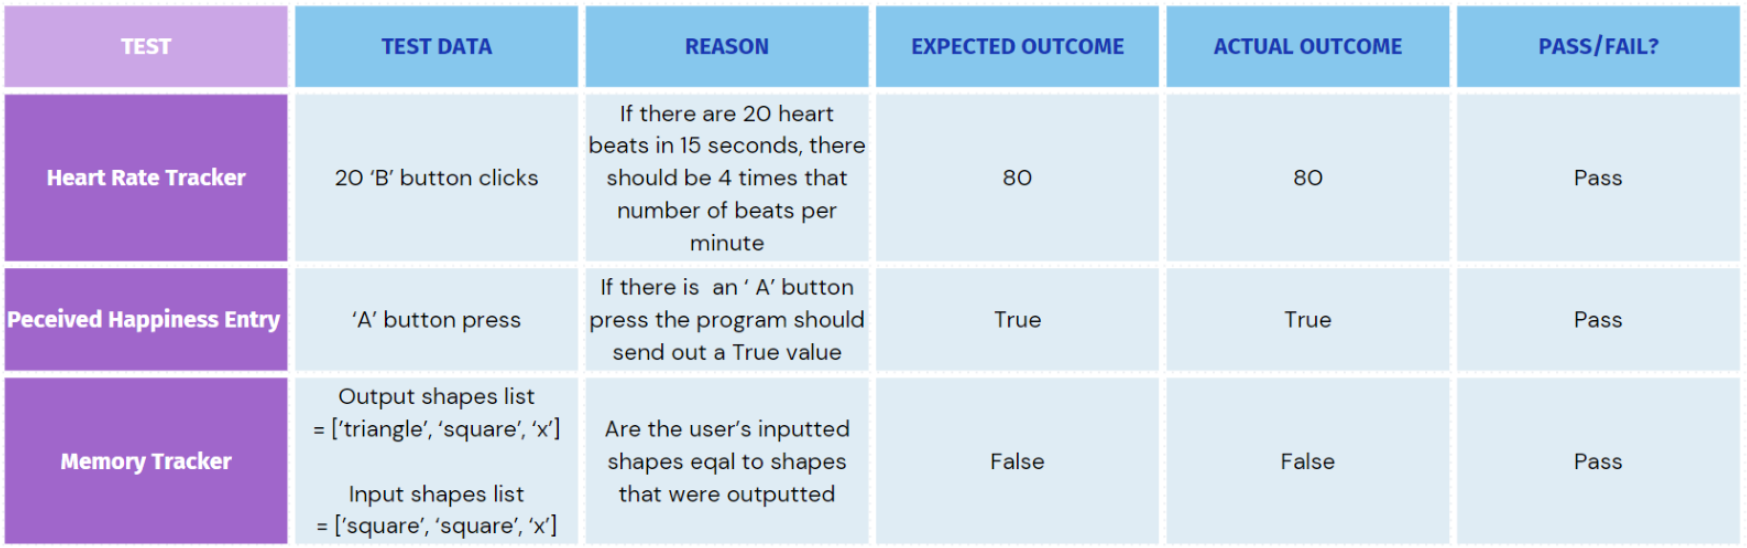 TEST
TEST DATA
REASON
EXPECTED OUTCOME
ACTUAL OUTCOME
PASS/FAIL?
Heart Rate Tracker
20 ‘B’ button clicks
If there are 20 heart
beats in 15 seconds, there
should be 4 times that
number of beats per
minute
80
80
Pass
Peceived Happiness Entry
‘A’ button press
If there is  an ‘ A’ button
press the program should
send out a True value
True
True
Pass
Memory Tracker
Output shapes list
= [’triangle’, ‘square’, ‘x’]
Input shapes list
= [’square’, ‘square’, ‘x’]
Are the user’s inputted
shapes eqal to shapes
that were outputted
False
False
Pass